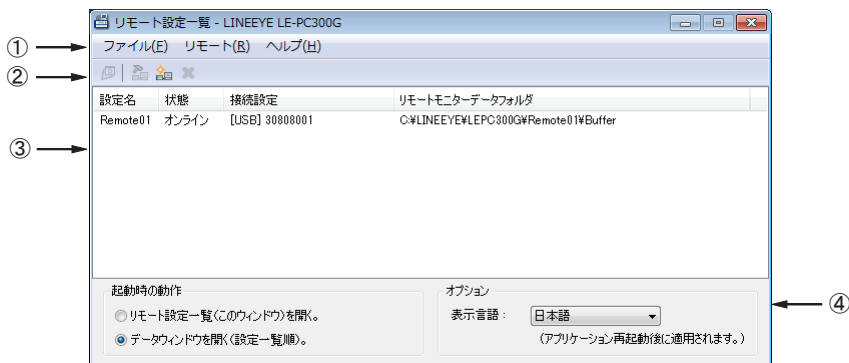 リモート設定一覧 - LINEEYE LE-PC300G
① ファイル(F) リモート(R) ヘルプ(H)
②
設定名 状態 接続設定 リモートモニターデータフォルダ
Remote01 オンライン [USB] 30808001 C:¥LINEEYE¥LEPC300G¥Remote01¥Buffer
③
起動時の動作 オプション
リモート設定一覧(このウィンドウ)を開く。 表示言語: 日本語 ④
データウィンドウを開く(設定一覧順)。 (アプリケーション再起動後に適用されます。)